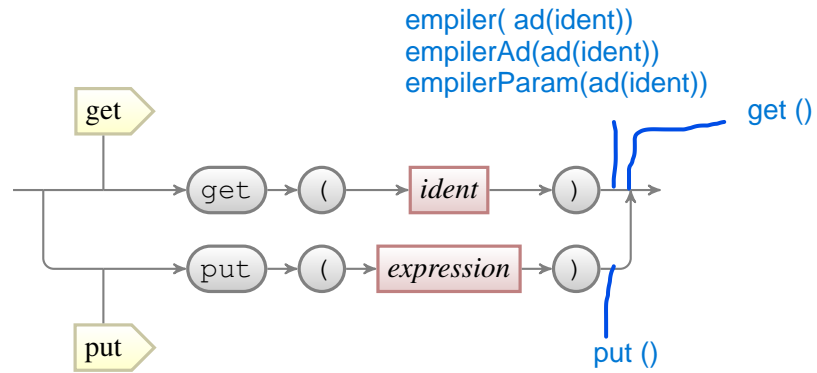 empiler( ad(ident))
empilerAd(ad(ident))
empilerParam(ad(ident))
get ()
get
get ( ident )
put ( expression )
put
put ()